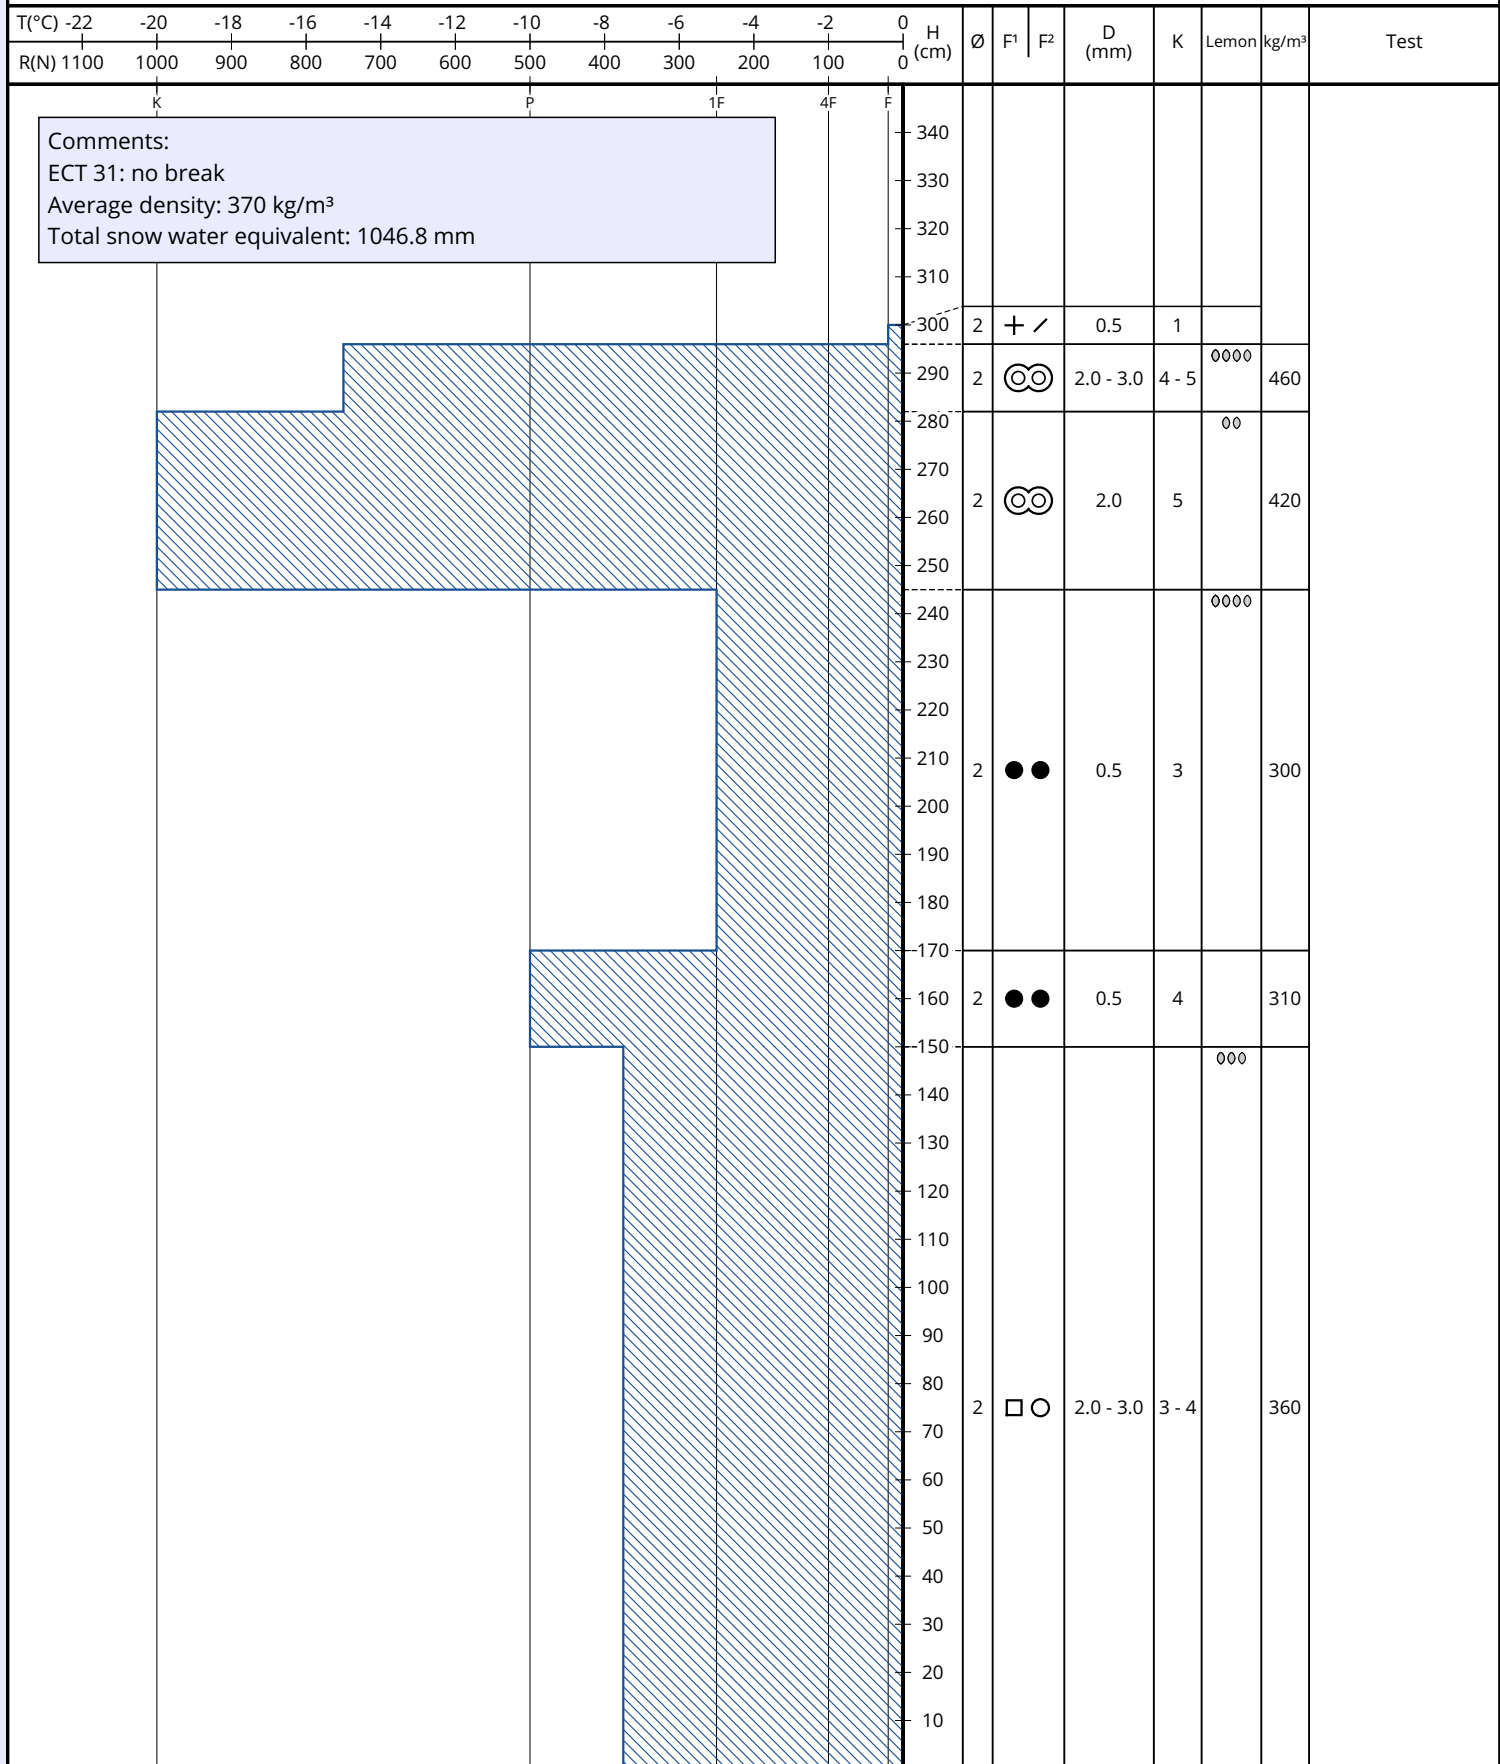 T(°C) -22 -20 -18 -16 -14 -12 -10 -8 -6 -4 -2 0
R(N) 1100 1000 900 800 700 600 500 400 300 200 100 0
H (cm) Ø F¹ F² D (mm) K Lemon kg/m³ Test
K P 1F 4F F
Comments:
ECT 31: no break
Average density: 370 kg/m³
Total snow water equivalent: 1046.8 mm
340
330
320
310
300 2 0.5 1
290 2 2.0 - 3.0 4 - 5 460
280
270
260 2 2.0 5 420
250
240
230
220
210 2 0.5 3 300
200
190
180
170
160 2 0.5 4 310
150
140
130
120
110
100
90
80 2 2.0 - 3.0 3 - 4 360
70
60
50
40
30
20
10